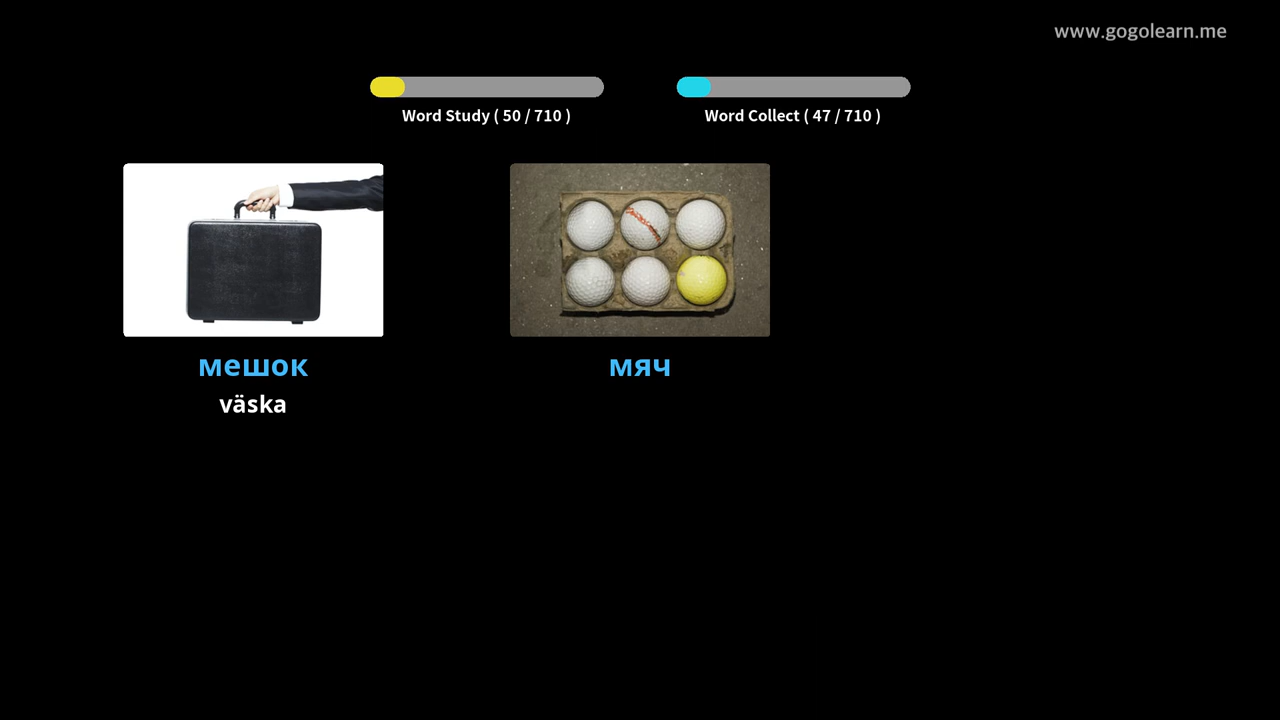 www.gogolearn.me
Word Study ( 50 / 710 )
Word Collect ( 47 / 710 )
мешок
väska
мяч